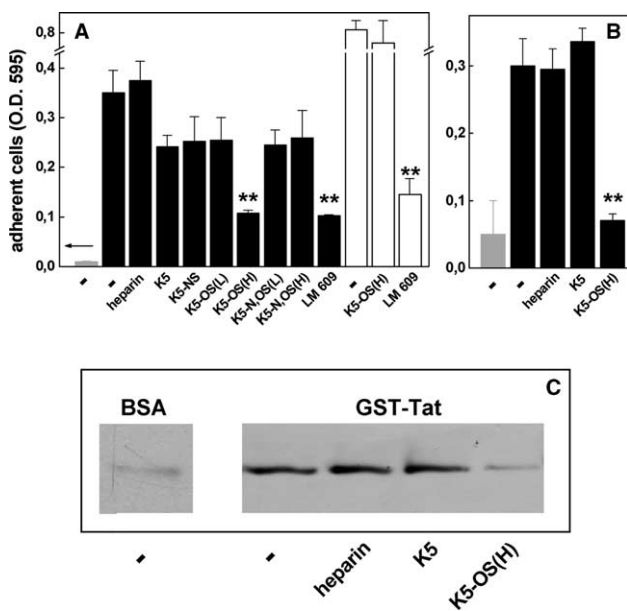 A
adherent cells (O.D. 595)
0,8
0,4
0,3
0,2
0,1
0,0
** ** **
- - heparin K5 K5-NS K5-OS(L) K5-OS(H) K5-N,OS(L) K5-N,OS(H) LM 609 - K5-OS(H) LM 609
B
0,3
0,2
0,1
0,0
**
- - heparin K5 K5-OS(H)
C
BSA GST-Tat
- - heparin K5 K5-OS(H)